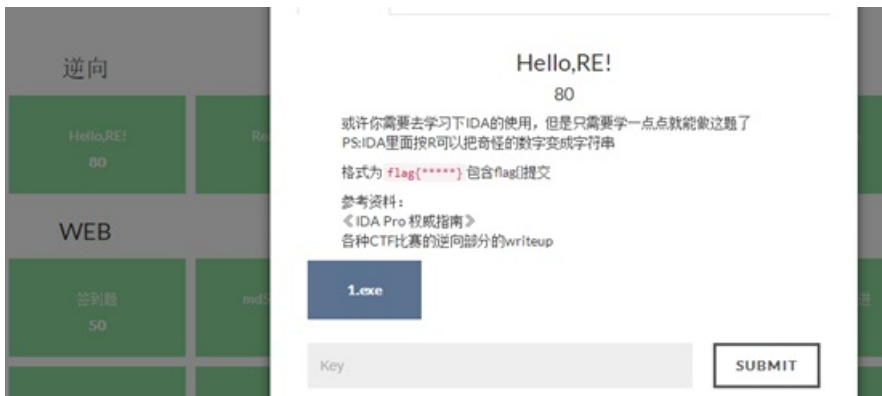 逆向
Hello,RE!
80
WEB
签到题
50
md5
Hello,RE!
80
或许你需要去学习下IDA的使用，但是只需要学一点点就能做这题了
PS:IDA里面按R可以把奇怪的数字变成字符串
格式为 flag{*****} 包含flag{}提交
参考资料：
《IDA Pro 权威指南》
各种CTF比赛的逆向部分的writeup
1.exe
Key
SUBMIT
进